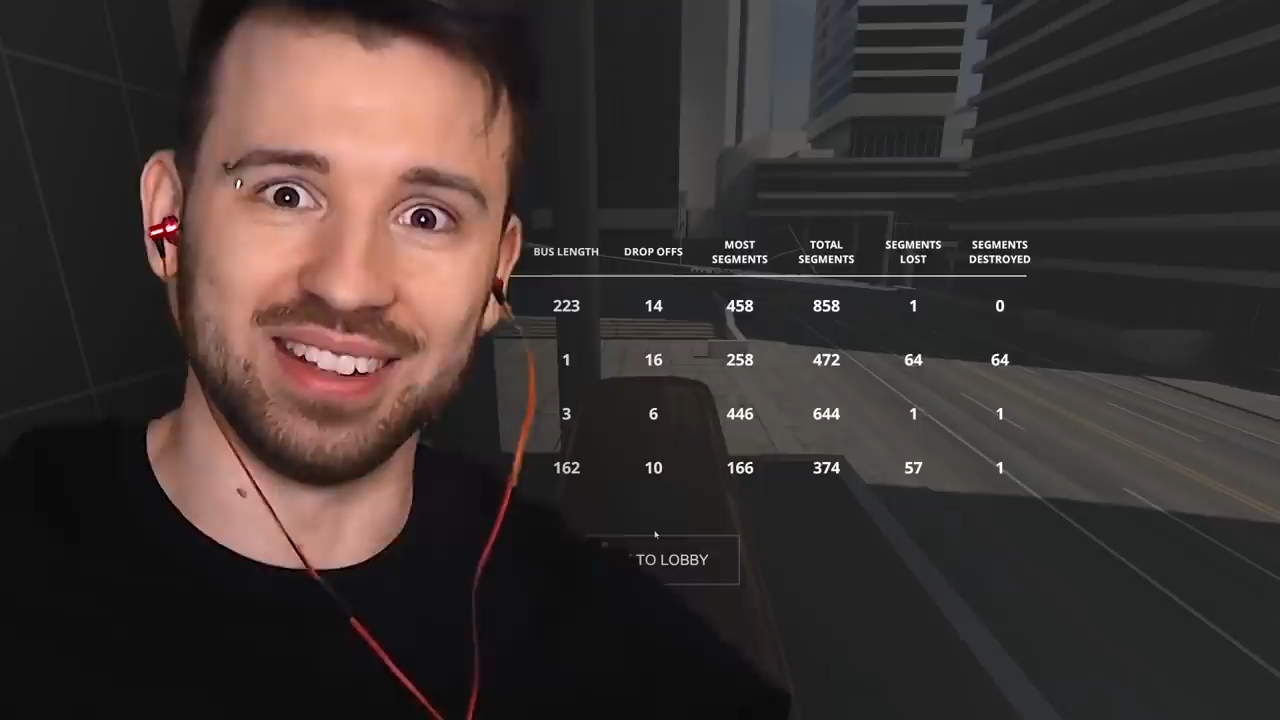 BUS LENGTH DROP OFFS MOST SEGMENTS TOTAL SEGMENTS SEGMENTS LOST SEGMENTS DESTROYED
223 14 458 858 1 0
1 16 258 472 64 64
3 6 446 644 1 1
162 10 166 374 57 1
TO LOBBY